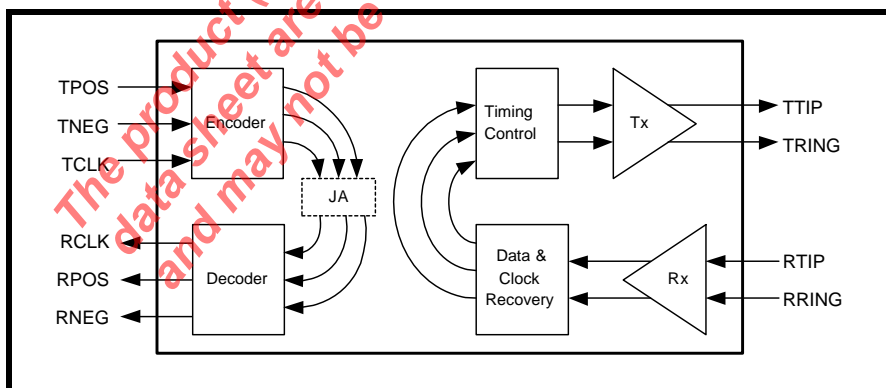 TPOS
TNEG
TCLK
RCLK
RPOS
RNEG
Encoder
JA
Decoder
Timing
Control
Tx
Data &
Clock
Recovery
Rx
TTIP
TRING
RTIP
RRING
The product
data sheet are
and may not be